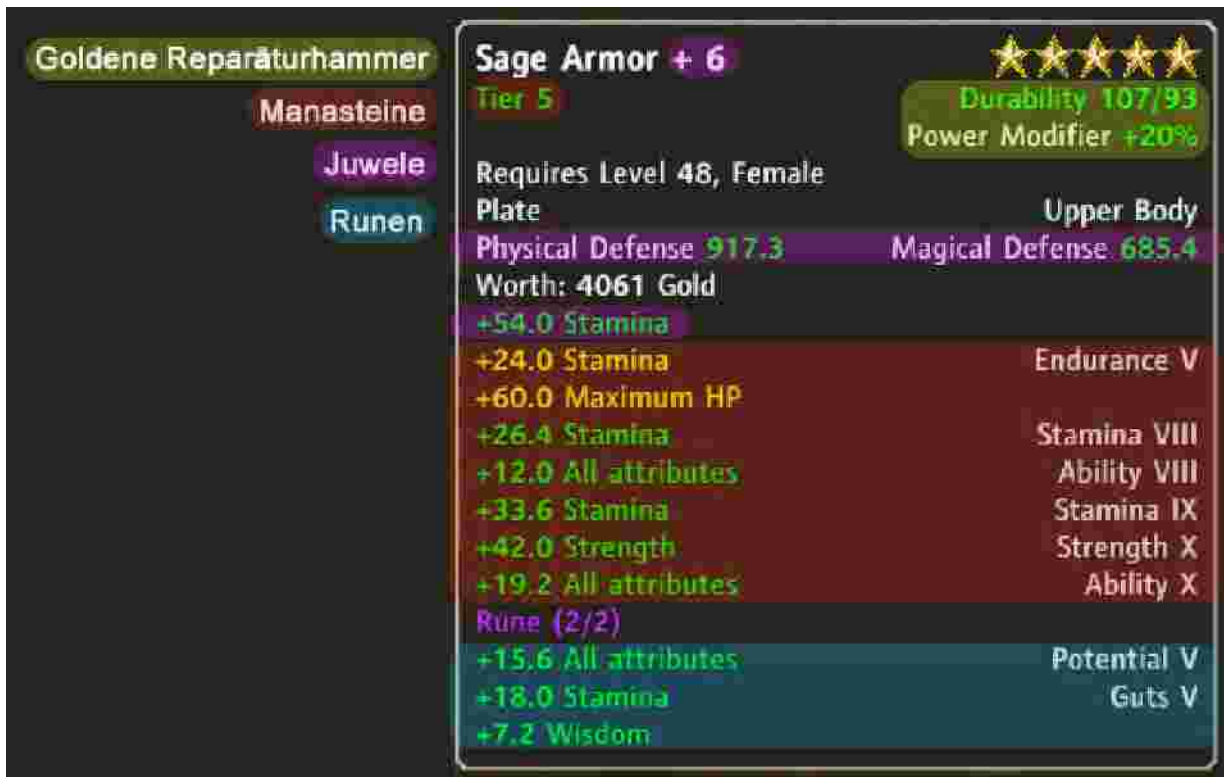 Goldene Reparaturhammer
Manasteine
Juwele
Runen
Sage Armor + 6
Tier 5
Durability 107/93
Power Modifier +20%
Requires Level 48, Female
Plate Upper Body
Physical Defense 917.3 Magical Defense 685.4
Worth: 4061 Gold
+54.0 Stamina
+24.0 Stamina Endurance V
+60.0 Maximum HP
+26.4 Stamina Stamina VIII
+12.0 All attributes Ability VIII
+33.6 Stamina Stamina IX
+42.0 Strength Strength X
+19.2 All attributes Ability X
Rune (2/2)
+15.6 All attributes Potential V
+18.0 Stamina Guts V
+7.2 Wisdom